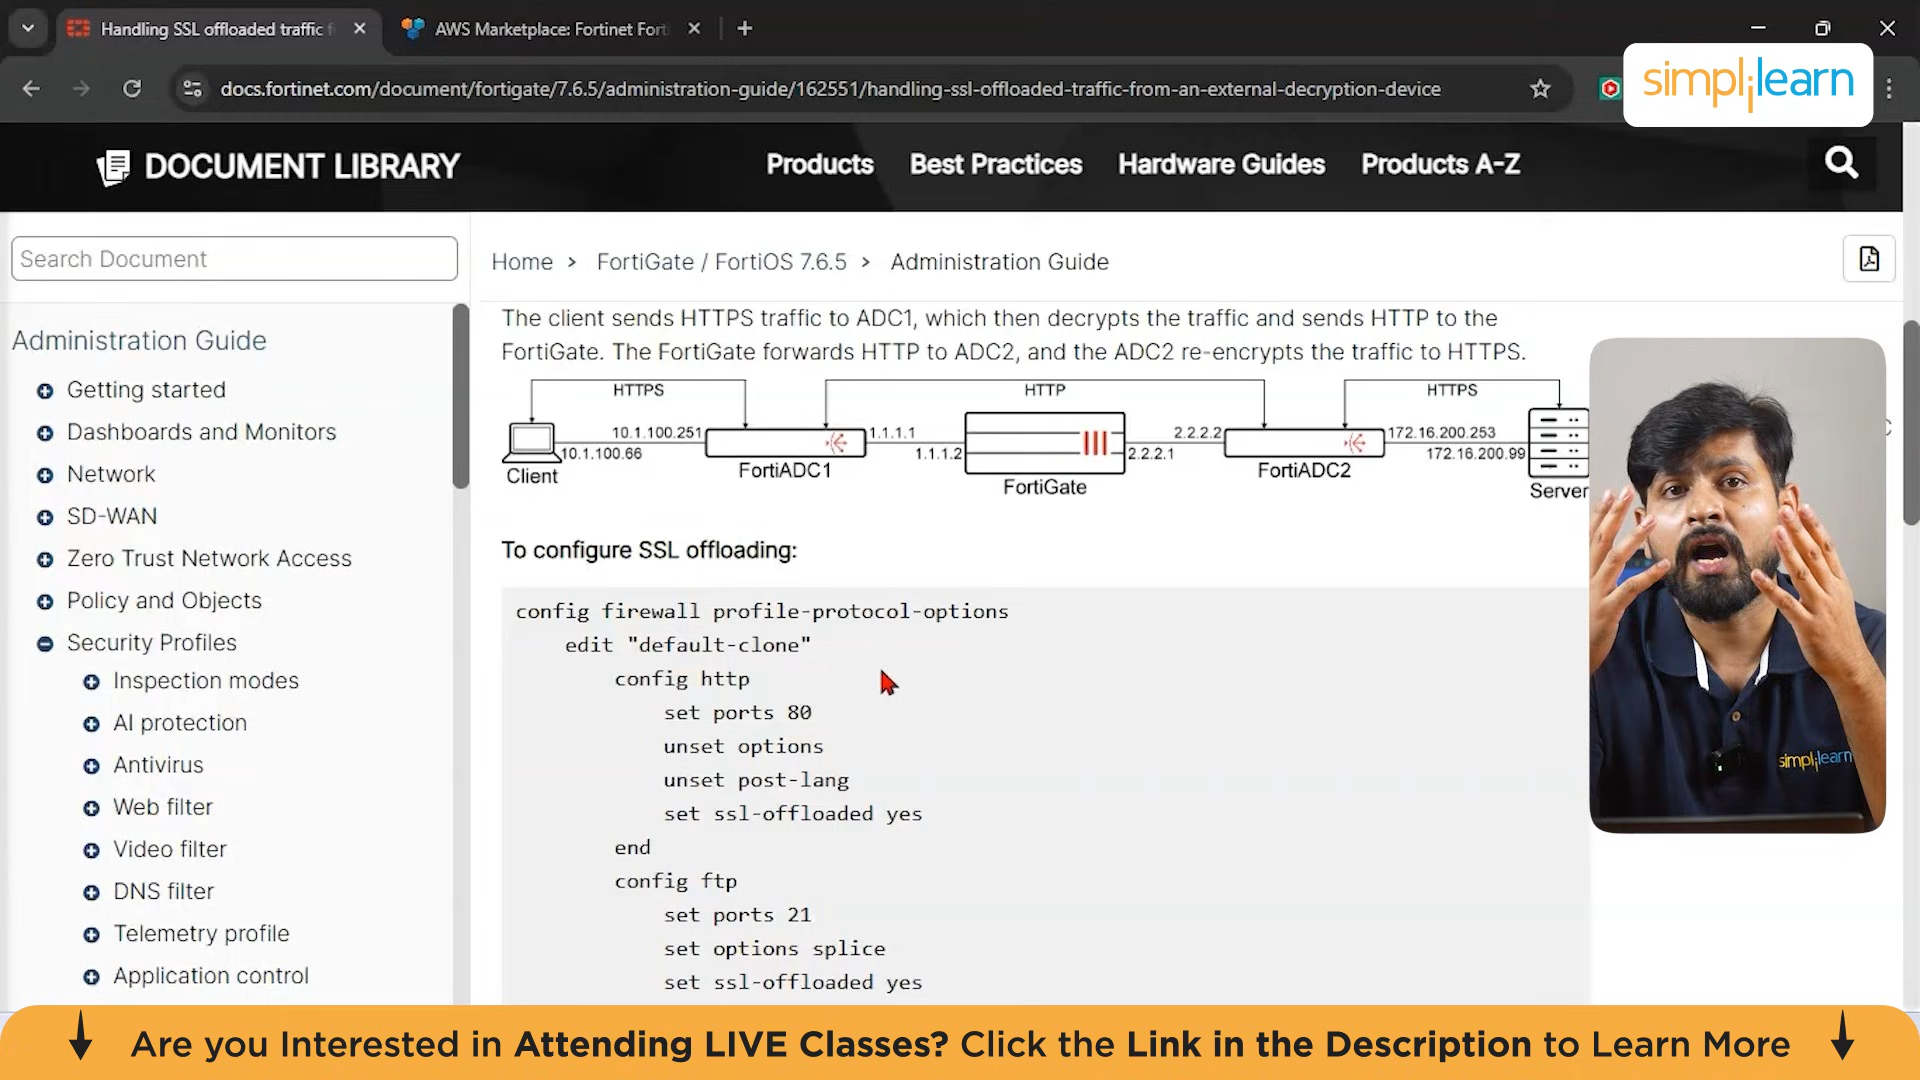 Handling SSL offloaded traffic f
AWS Marketplace: Fortinet Fort
docs.fortinet.com/document/fortigate/7.6.5/administration-guide/162551/handling-ssl-offloaded-traffic-from-an-external-decryption-device
simplilearn
DOCUMENT LIBRARY
Products
Best Practices
Hardware Guides
Products A-Z
Search Document
Home > FortiGate / FortiOS 7.6.5 > Administration Guide
Administration Guide
Getting started
Dashboards and Monitors
Network
SD-WAN
Zero Trust Network Access
Policy and Objects
Security Profiles
Inspection modes
AI protection
Antivirus
Web filter
Video filter
DNS filter
Telemetry profile
Application control
The client sends HTTPS traffic to ADC1, which then decrypts the traffic and sends HTTP to the
FortiGate. The FortiGate forwards HTTP to ADC2, and the ADC2 re-encrypts the traffic to HTTPS.
HTTPS
HTTP
HTTPS
10.1.100.251
1.1.1.1
2.2.2.2
172.16.200.253
10.1.100.66
1.1.1.2
2.2.2.1
172.16.200.99
Client
FortiADC1
FortiGate
FortiADC2
Server
To configure SSL offloading:
config firewall profile-protocol-options
edit "default-clone"
config http
set ports 80
unset options
unset post-lang
set ssl-offloaded yes
end
config ftp
set ports 21
set options splice
set ssl-offloaded yes
simplilearn
Are you Interested in Attending LIVE Classes? Click the Link in the Description to Learn More